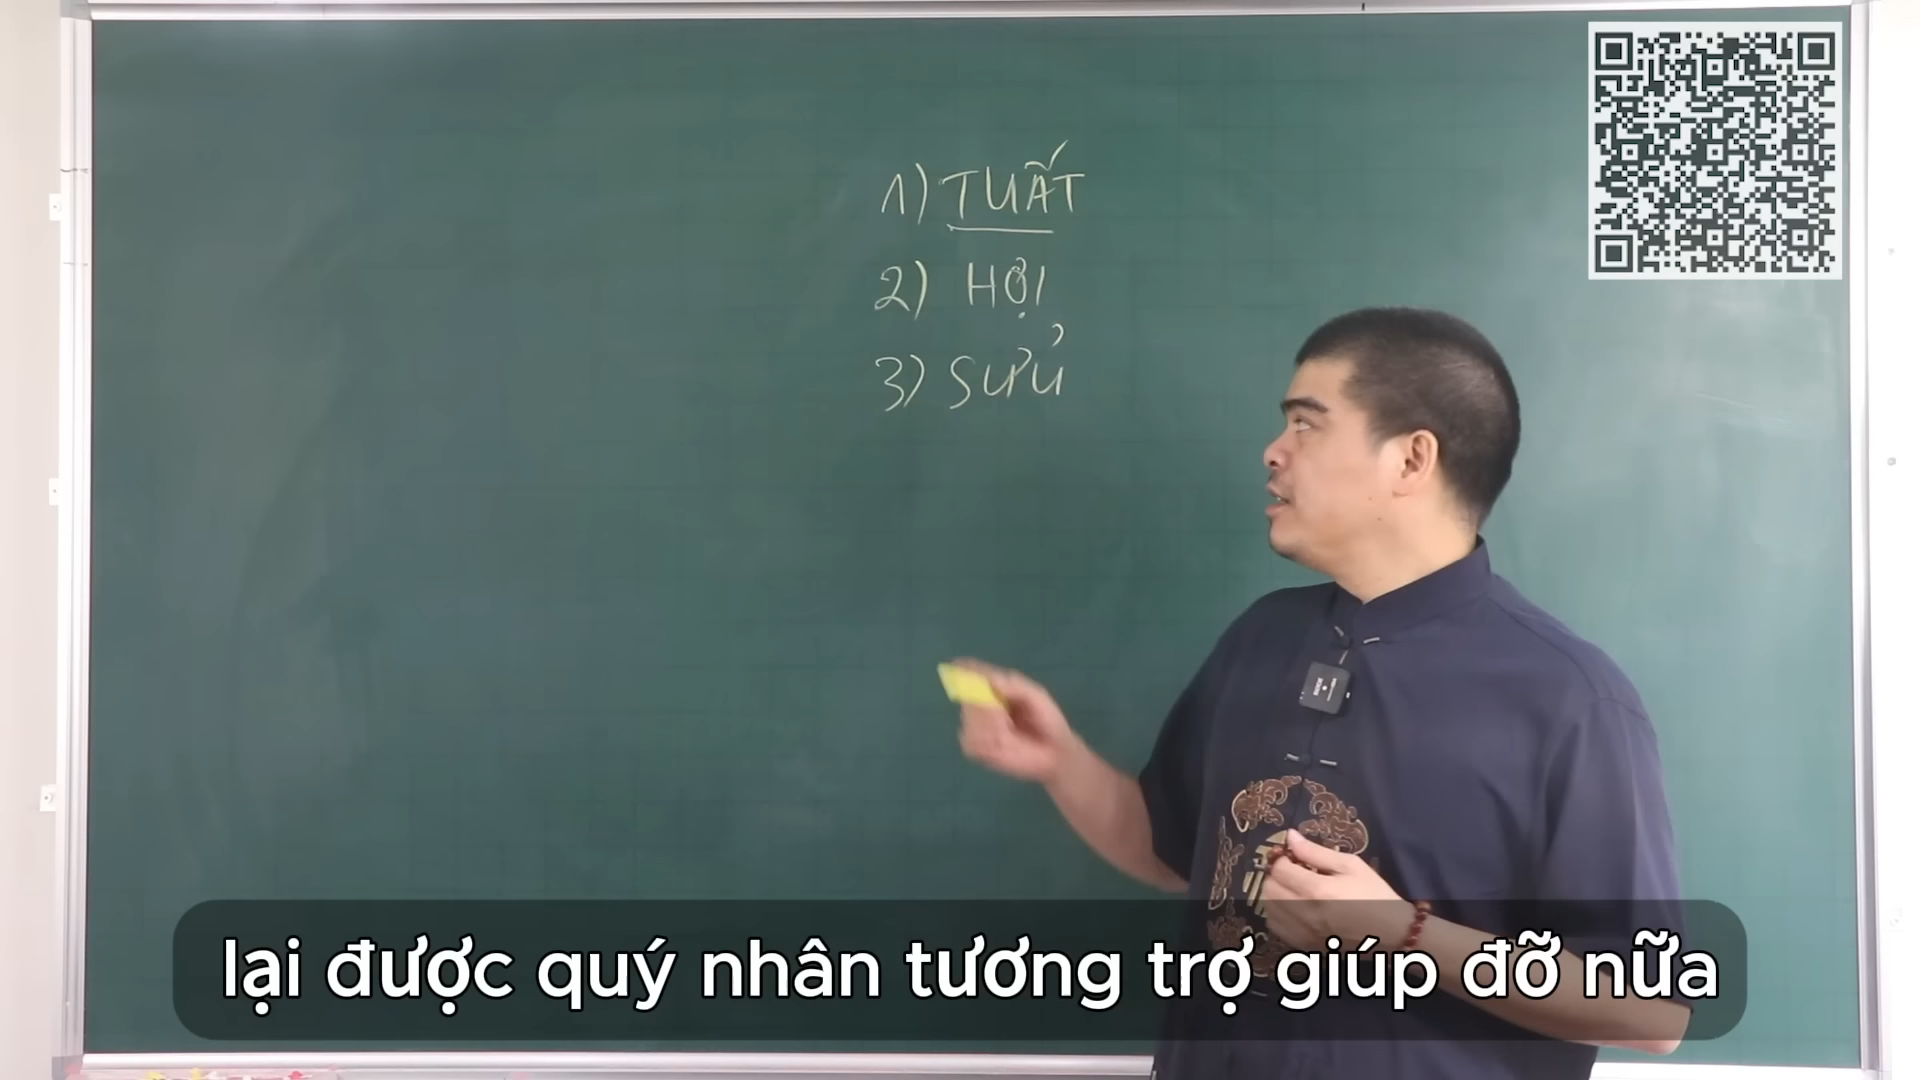 1) TUẤT
2) HỢI
3) SỬU
lại được quý nhân tương trợ giúp đỡ nữa